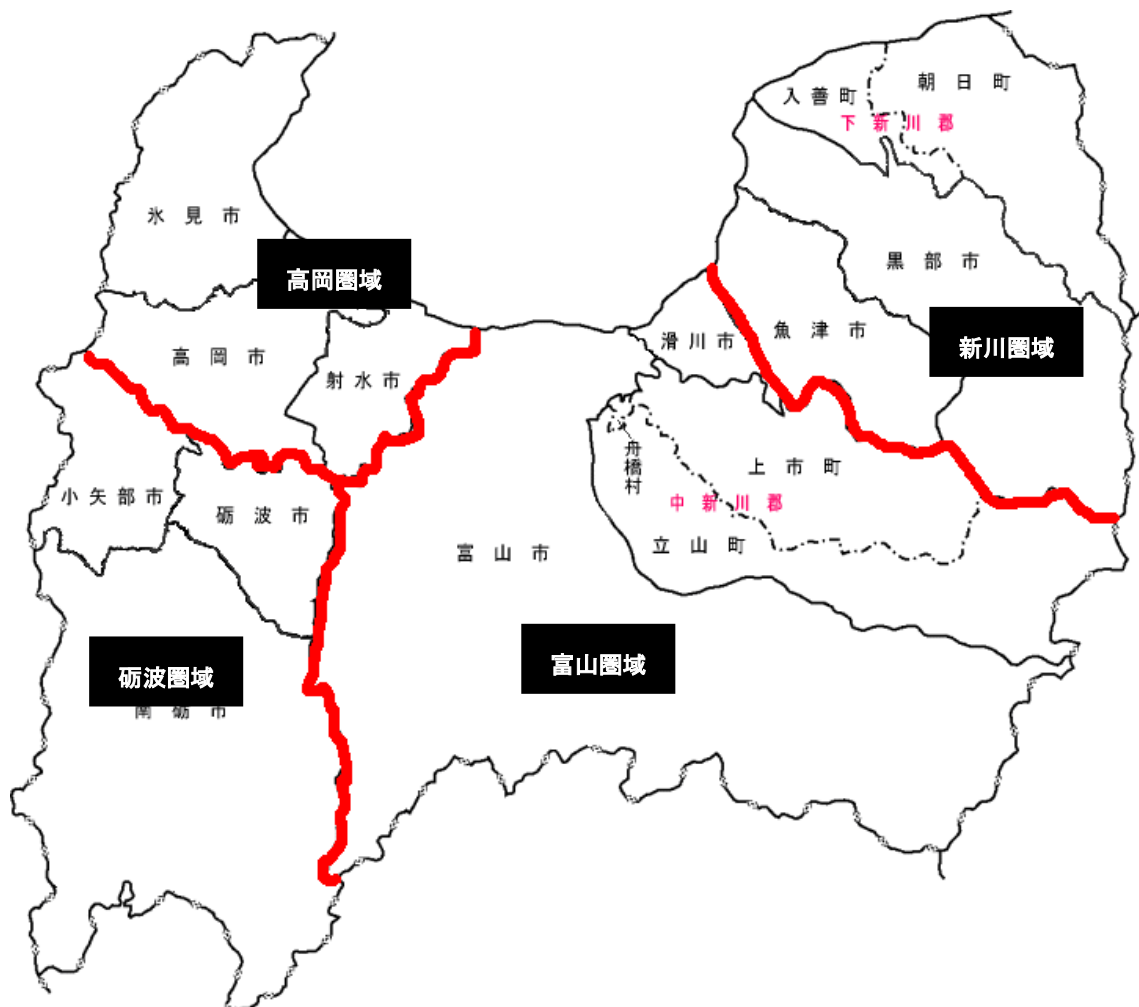 朝日町
入善町
下新川郡
氷見市
黒部市
高岡圏域
魚津市
滑川市
新川圏域
高岡市
射水市
舟橋村
上市町
小矢部市
中新川郡
砺波市
立山町
富山市
富山圏域
砺波圏域
南砺市